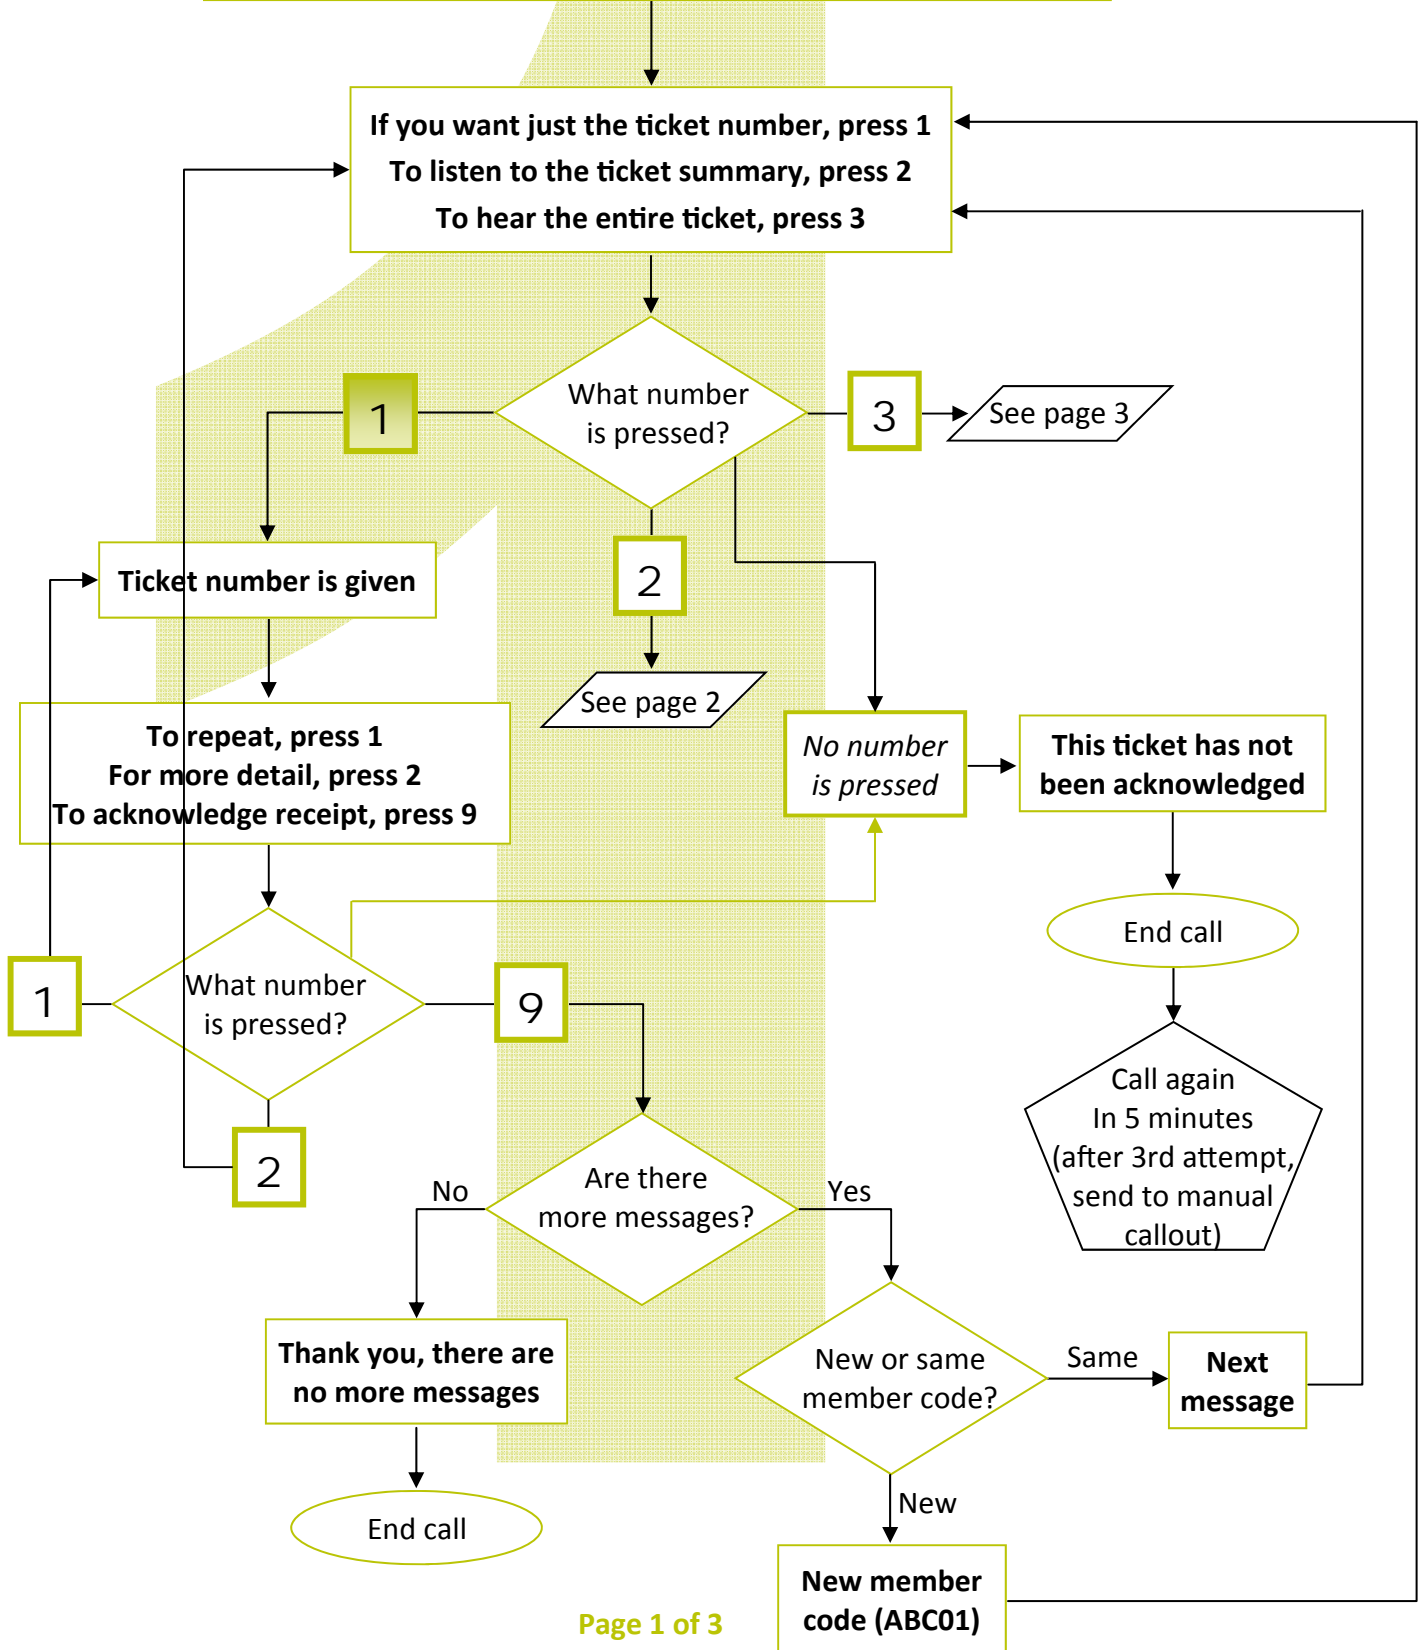 If you want just the ticket number, press 1
To listen to the ticket summary, press 2
To hear the entire ticket, press 3
What number
is pressed?
1
3
See page 3
2
See page 2
Ticket number is given
To repeat, press 1
For more detail, press 2
To acknowledge receipt, press 9
No number
is pressed
This ticket has not
been acknowledged
End call
Call again
In 5 minutes
(after 3rd attempt,
send to manual
callout)
What number
is pressed?
1
9
2
Are there
more messages?
No
Yes
Thank you, there are
no more messages
End call
New or same
member code?
Same
Next
message
New
New member
code (ABC01)
Page 1 of 3